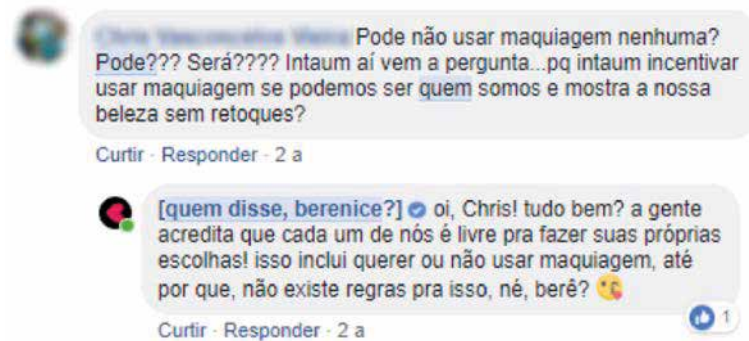 Pode não usar maquiagem nenhuma?
Pode??? Será???? Intaum aí vem a pergunta...pq intaum incentivar
usar maquiagem se podemos ser quem somos e mostra a nossa
beleza sem retoques?
Curtir · Responder · 2 a
[quem disse, berenice?] oi, Chris! tudo bem? a gente
acredita que cada um de nós é livre pra fazer suas próprias
escolhas! isso inclui querer ou não usar maquiagem, até
por que, não existe regras pra isso, né, berê? 😘
1
Curtir · Responder · 2 a